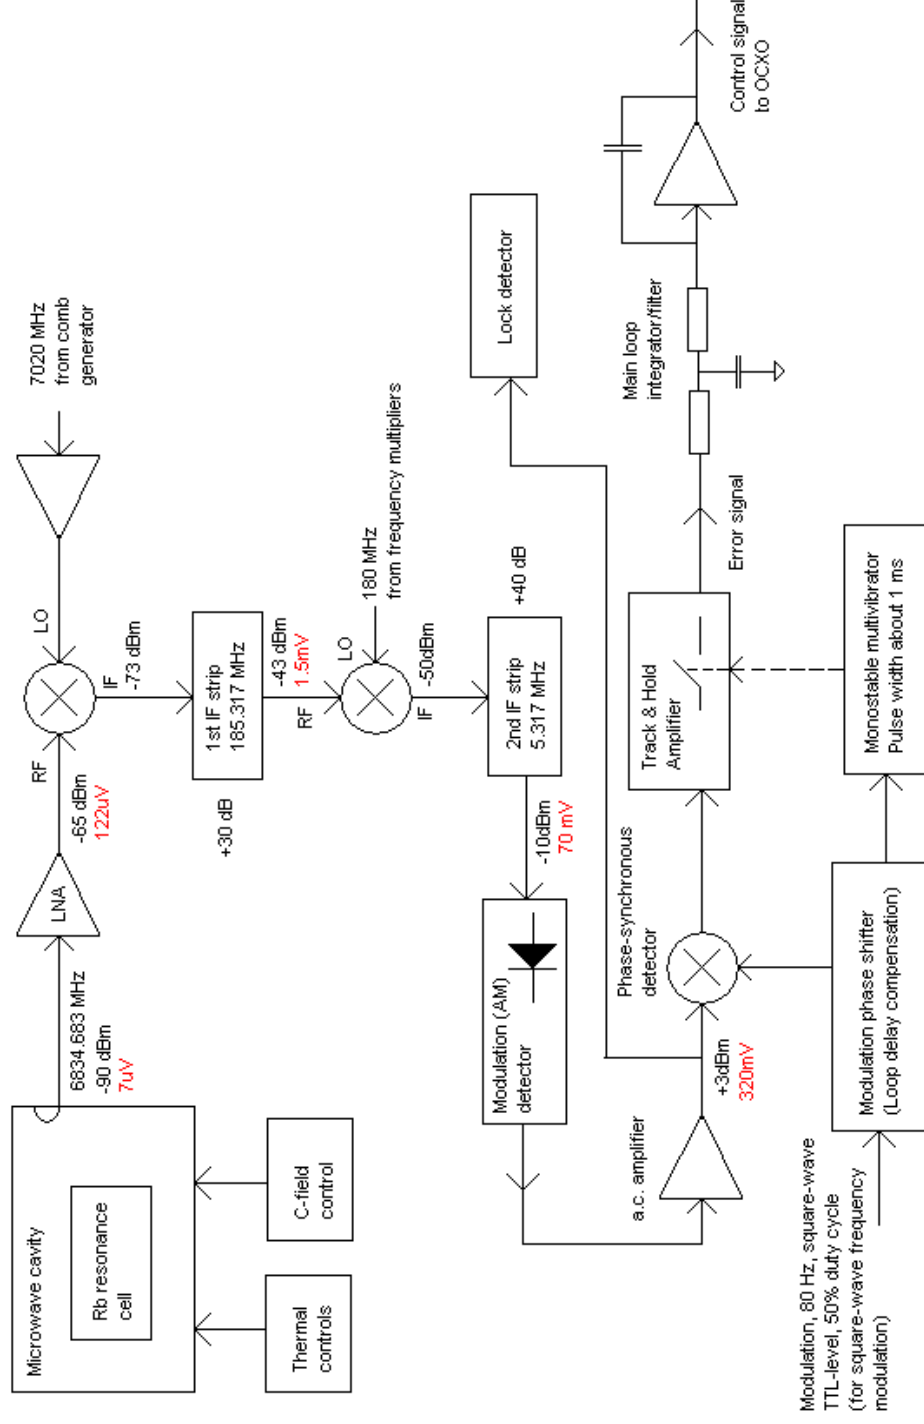 Microwave cavity
Rb resonance
cell
Thermal
controls
C-field
control
6834.683 MHz
-90 dBm
7uV
LNA
-65 dBm
122uV
RF
LO
IF
-73 dBm
7020 MHz
from comb
generator
1st IF strip
185.317 MHz
+30 dB
-43 dBm
1.5mV
RF
LO
IF
180 MHz
from frequency multipliers
-50dBm
2nd IF strip
5.317 MHz
+40 dB
-10dBm
70 mV
Modulation (AM)
detector
Lock detector
a.c. amplifier
+3dBm
320mV
Phase-synchronous
detector
Track & Hold
Amplifier
Error signal
Main loop
integrator/filter
Control signal
to OCXO
Modulation, 80 Hz, square-wave
TTL-level, 50% duty cycle
(for square-wave frequency
modulation)
Modulation phase shifter
(Loop delay compensation)
Monostable multivibrator
Pulse width about 1 ms